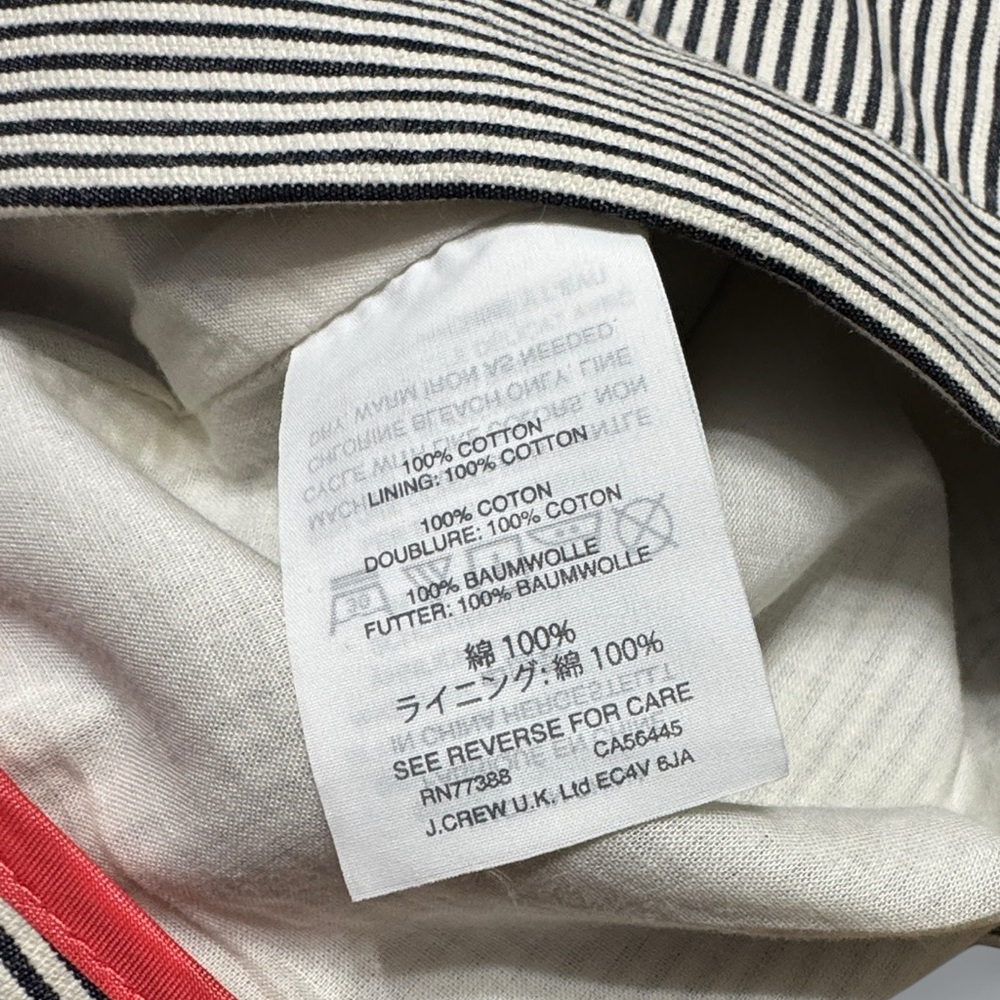 100% COTTON
LINING: 100% COTTON
100% COTON
DOUBLURE: 100% COTON
100% BAUMWOLLE
FUTTER: 100% BAUMWOLLE
綿 100%
ライニング: 綿 100%
SEE REVERSE FOR CARE
RN77388 CA56445
J.CREW U.K. Ltd EC4V 6JA